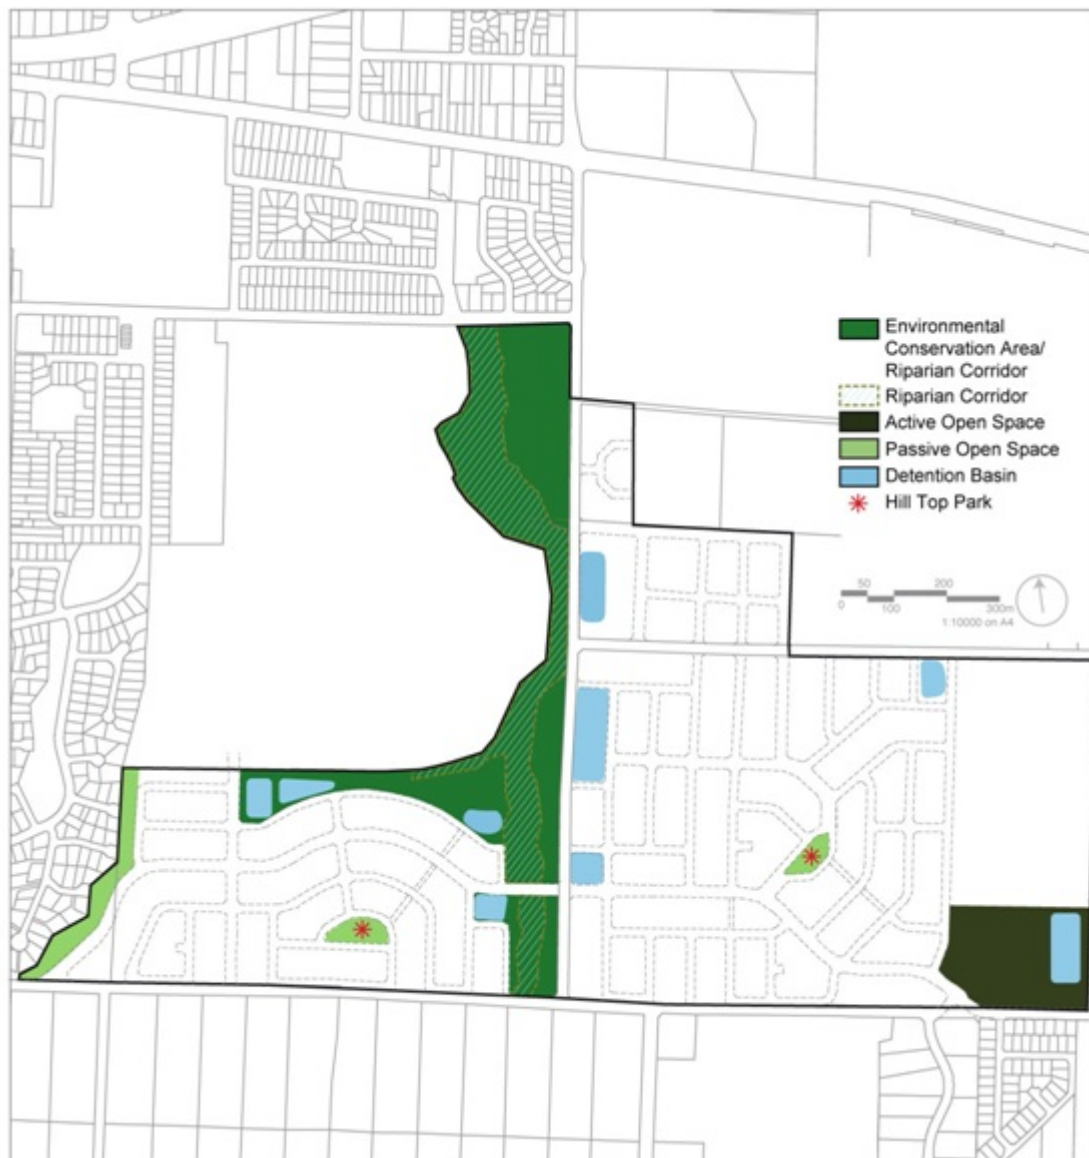 Environmental
Conservation Area/
Riparian Corridor
Riparian Corridor
Active Open Space
Passive Open Space
Detention Basin
Hill Top Park
50 200
0 100 300m
1:10000 on A4